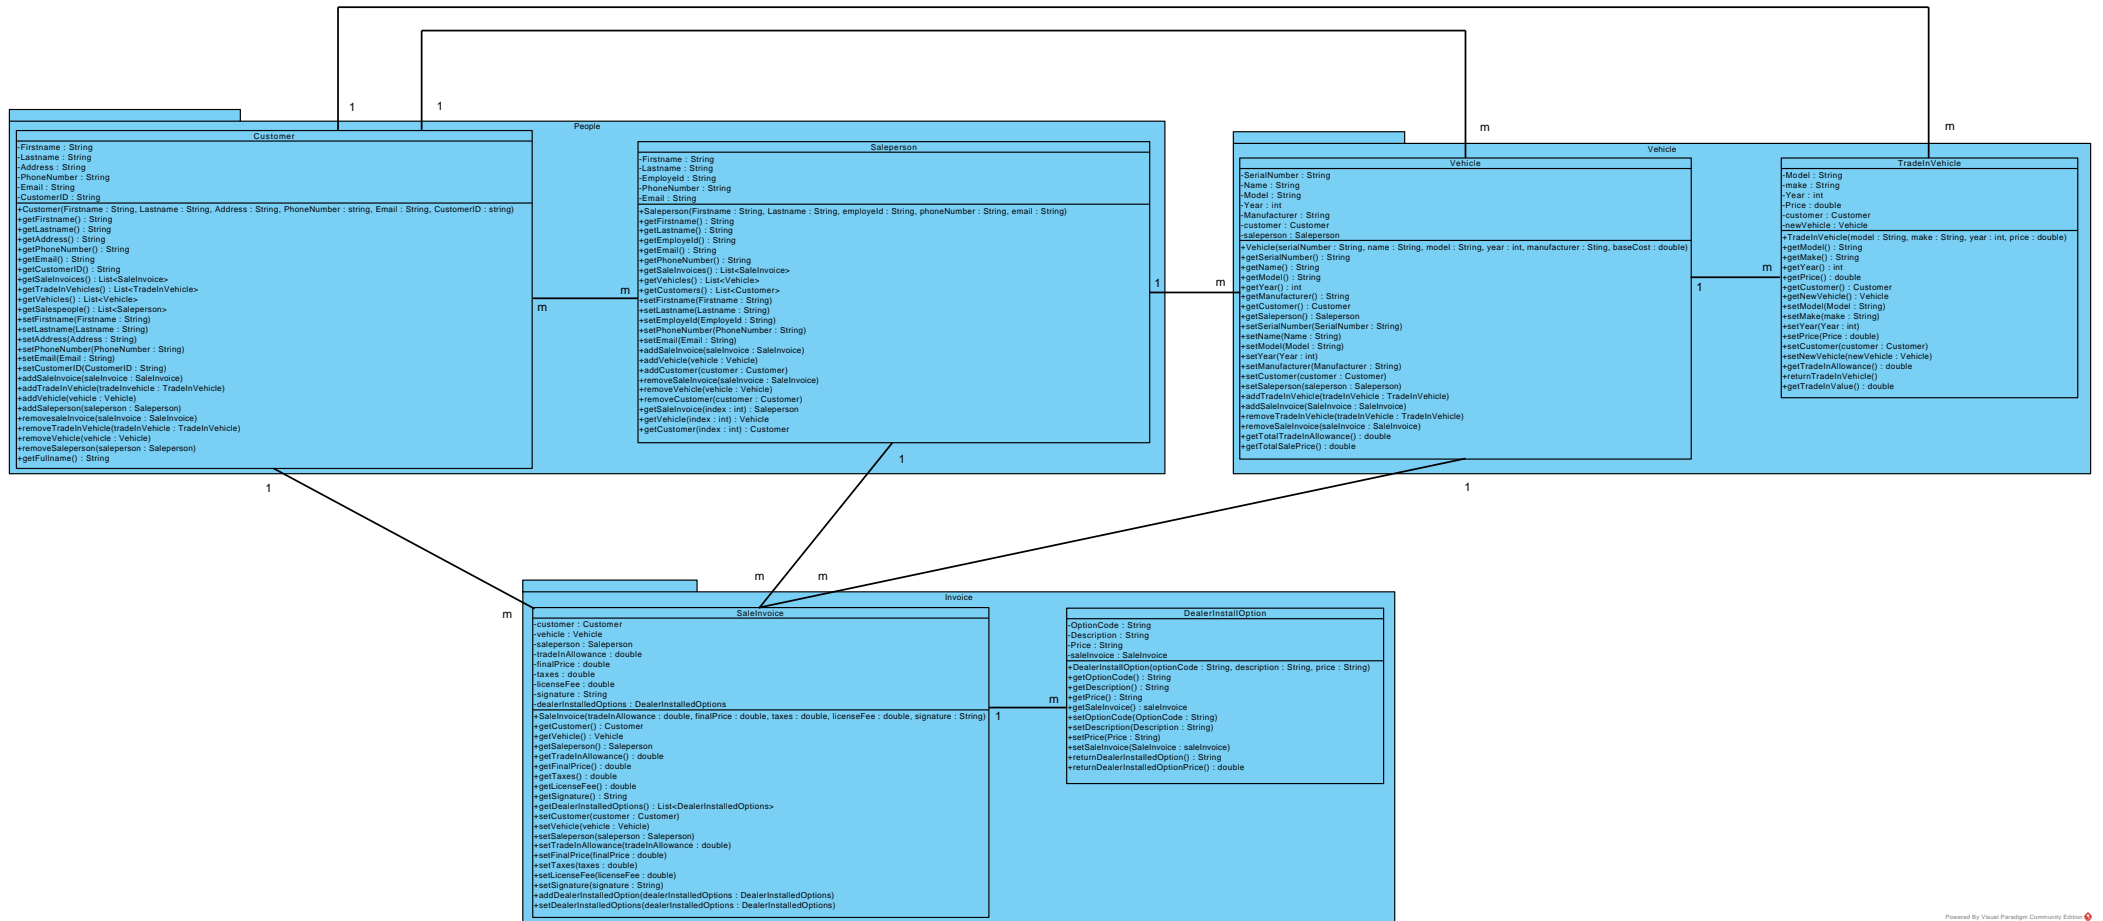 1
1
m
m
People
Customer
-Firstname : String
-Lastname : String
-Address : String
-PhoneNumber : String
-Email : String
-CustomerID : String
+Customer(Firstname : String, Lastname : String, Address : String, PhoneNumber : string, Email : String, CustomerID : string)
+getFirstname() : String
+getLastname() : String
+getAddress() : String
+getPhoneNumber() : String
+getEmail() : String
+getCustomerID() : String
+getSaleInvoices() : List<SaleInvoice>
+getTradeInVehicles() : List<TradeInVehicle>
+getVehicles() : List<Vehicle>
+getSalespeople() : List<Saleperson>
+setFirstname(Firstname : String)
+setLastname(Lastname : String)
+setAddress(Address : String)
+setPhoneNumber(PhoneNumber : String)
+setEmail(Email : String)
+setCustomerID(CustomerID : String)
+addSaleInvoice(saleInvoice : SaleInvoice)
+addTradeInVehicle(tradeInvehicle : TradeInVehicle)
+addVehicle(vehicle : Vehicle)
+addSaleperson(saleperson : Saleperson)
+removesaleInvoice(saleInvoice : SaleInvoice)
+removeTradeInVehicle(tradeInVehicle : TradeInVehicle)
+removeVehicle(vehicle : Vehicle)
+removeSaleperson(saleperson : Saleperson)
+getFullname() : String
m
m
Saleperson
-Firstname : String
-Lastname : String
-EmployeId : String
-PhoneNumber : String
-Email : String
+Saleperson(Firstname : String, Lastname : String, employeId : String, phoneNumber : String, email : String)
+getFirstname() : String
+getLastname() : String
+getEmployeId() : String
+getEmail() : String
+getPhoneNumber() : String
+getSaleInvoices() : List<SaleInvoice>
+getVehicles() : List<Vehicle>
+getCustomers() : List<Customer>
+setFirstname(Firstname : String)
+setLastname(Lastname : String)
+setEmployeId(EmployeId : String)
+setPhoneNumber(PhoneNumber : String)
+setEmail(Email : String)
+addSaleInvoice(saleInvoice : SaleInvoice)
+addVehicle(vehicle : Vehicle)
+addCustomer(customer : Customer)
+removeSaleInvoice(saleInvoice : SaleInvoice)
+removeVehicle(vehicle : Vehicle)
+removeCustomer(customer : Customer)
+getSaleInvoice(index : int) : Saleperson
+getVehicle(index : int) : Vehicle
+getCustomer(index : int) : Customer
1
m
Vehicle
Vehicle
-SerialNumber : String
-Name : String
-Model : String
-Year : int
-Manufacturer : String
-customer : Customer
-saleperson : Saleperson
+Vehicle(serialNumber : String, name : String, model : String, year : int, manufacturer : Sting, baseCost : double)
+getSerialNumber() : String
+getName() : String
+getModel() : String
+getYear() : int
+getManufacturer() : String
+getCustomer() : Customer
+getSaleperson() : Saleperson
+setSerialNumber(SerialNumber : String)
+setName(Name : String)
+setModel(Model : String)
+setYear(Year : int)
+setManufacturer(Manufacturer : String)
+setCustomer(customer : Customer)
+setSaleperson(saleperson : Saleperson)
+addTradeInVehicle(tradeInVehicle : TradeInVehicle)
+addSaleInvoice(SaleInvoice : SaleInvoice)
+removeTradeInVehicle(tradeInVehicle : TradeInVehicle)
+removeSaleInvoice(saleInvoice : SaleInvoice)
+getTotalTradeInAllowance() : double
+getTotalSalePrice() : double
1
m
TradeInVehicle
-Model : String
-make : String
-Year : int
-Price : double
-customer : Customer
-newVehicle : Vehicle
+TradeInVehicle(model : String, make : String, year : int, price : double)
+getModel() : String
+getMake() : String
+getYear() : int
+getPrice() : double
+getCustomer() : Customer
+getNewVehicle() : Vehicle
+setModel(Model : String)
+setMake(make : String)
+setYear(Year : int)
+setPrice(Price : double)
+setCustomer(customer : Customer)
+setNewVehicle(newVehicle : Vehicle)
+getTradeInAllowance() : double
+returnTradeInVehicle()
+getTradeInValue() : double
1
1
1
m
m
m
Invoice
SaleInvoice
-customer : Customer
-vehicle : Vehicle
-saleperson : Saleperson
-tradeInAllowance : double
-finalPrice : double
-taxes : double
-licenseFee : double
-signature : String
-dealerInstalledOptions : DealerInstalledOptions
+SaleInvoice(tradeInAllowance : double, finalPrice : double, taxes : double, licenseFee : double, signature : String)
+getCustomer() : Customer
+getVehicle() : Vehicle
+getSaleperson() : Saleperson
+getTradeInAllowance() : double
+getFinalPrice() : double
+getTaxes() : double
+getLicenseFee() : double
+getSignature() : String
+getDealerInstalledOptions() : List<DealerInstalledOptions>
+setCustomer(customer : Customer)
+setVehicle(vehicle : Vehicle)
+setSaleperson(saleperson : Saleperson)
+setTradeInAllowance(tradeInAllowance : double)
+setFinalPrice(finalPrice : double)
+setTaxes(taxes : double)
+setLicenseFee(licenseFee : double)
+setSignature(signature : String)
+addDealerInstalledOption(dealerInstalledOptions : DealerInstalledOptions)
+setDealerInstalledOptions(dealerInstalledOptions : DealerInstalledOptions)
1
m
DealerInstallOption
-OptionCode : String
-Description : String
-Price : String
-saleInvoice : SaleInvoice
+DealerInstallOption(optionCode : String, description : String, price : String)
+getOptionCode() : String
+getDescription() : String
+getPrice() : String
+getSaleInvoice() : saleInvoice
+setOptionCode(OptionCode : String)
+setDescription(Description : String)
+setPrice(Price : String)
+setSaleInvoice(SaleInvoice : saleInvoice)
+returnDealerInstalledOption() : String
+returnDealerInstalledOptionPrice() : double
Powered By Visual Paradigm Community Edition